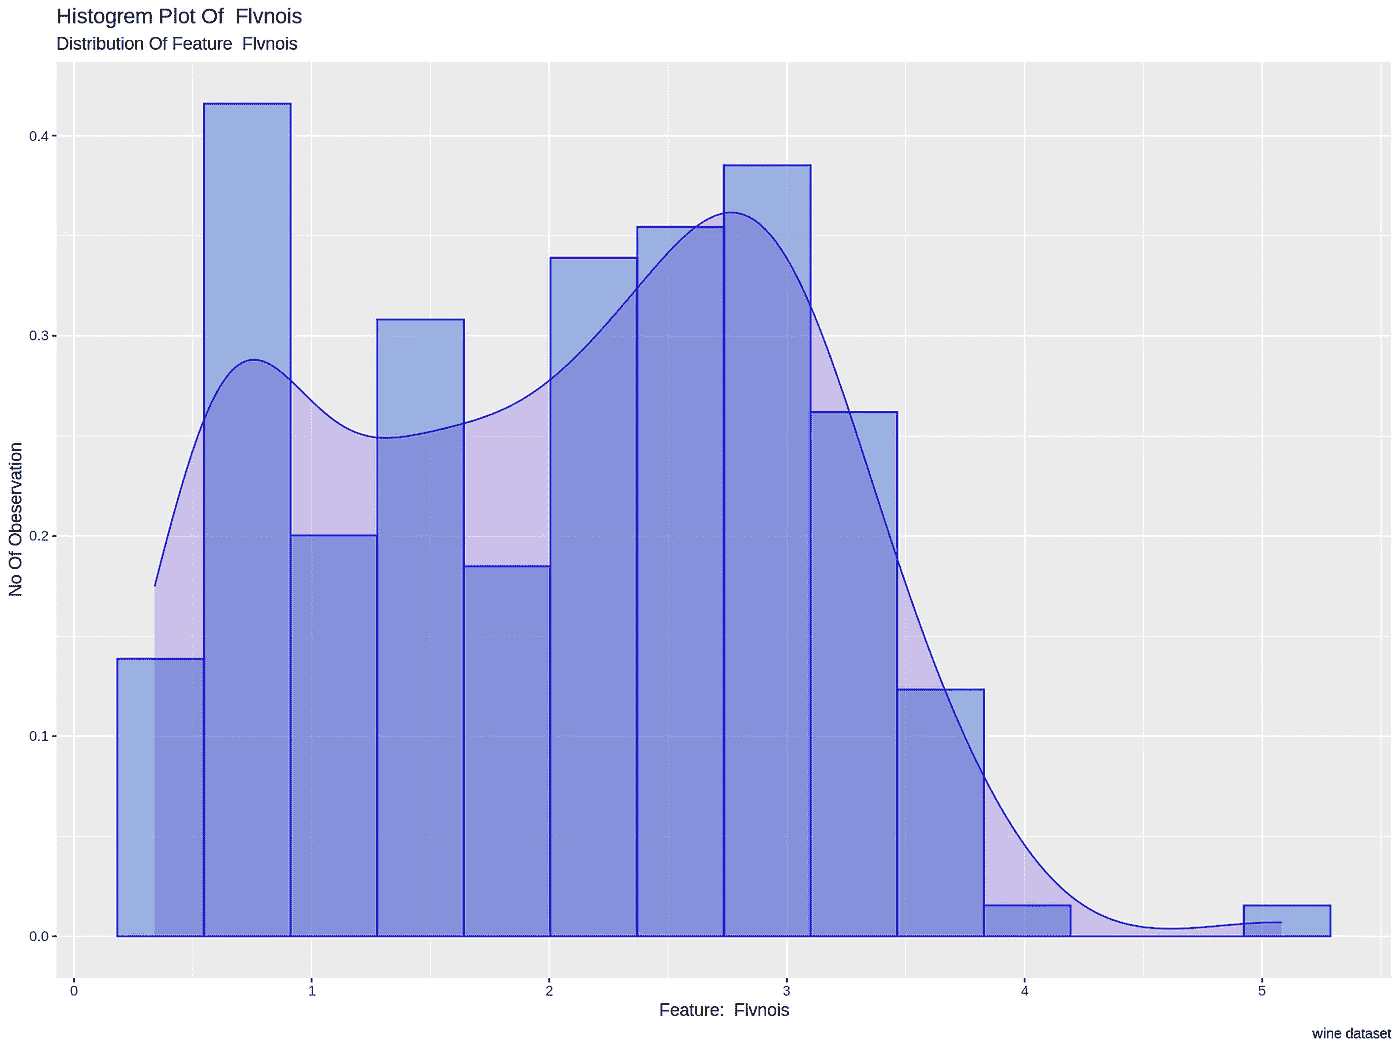 Histogrem Plot Of  Flvnois
Distribution Of Feature  Flvnois
No Of Obeservation
0.4
0.3
0.2
0.1
0.0
0 1 2 3 4 5
Feature:  Flvnois
wine dataset